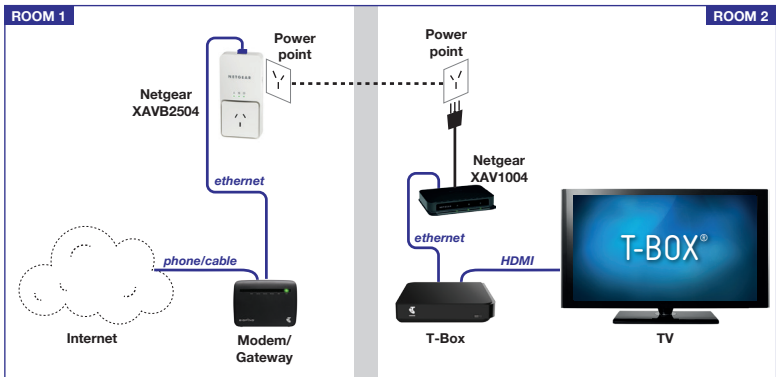 ROOM 1
ROOM 2
Power
point
NETGEAR
Netgear
XAVB2504
ethernet
phone/cable
Internet
Modem/
Gateway
Power
point
Netgear
XAV1004
ethernet
HDMI
T-Box
T-BOX®
TV